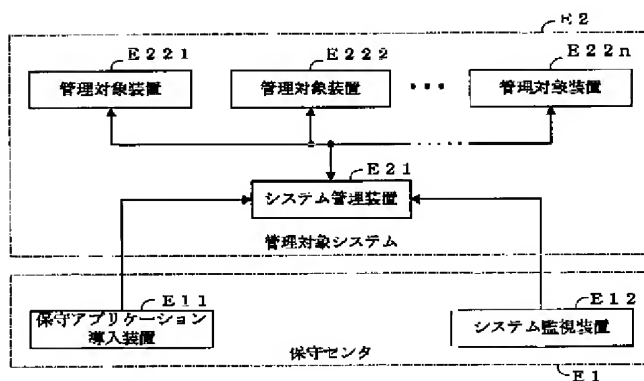 E2
E221
E222
E22n
管理対象装置
管理対象装置
・・・
管理対象装置
E21
システム管理装置
管理対象システム
E11
E12
保守アプリケーション
導入装置
システム監視装置
保守センタ
E1